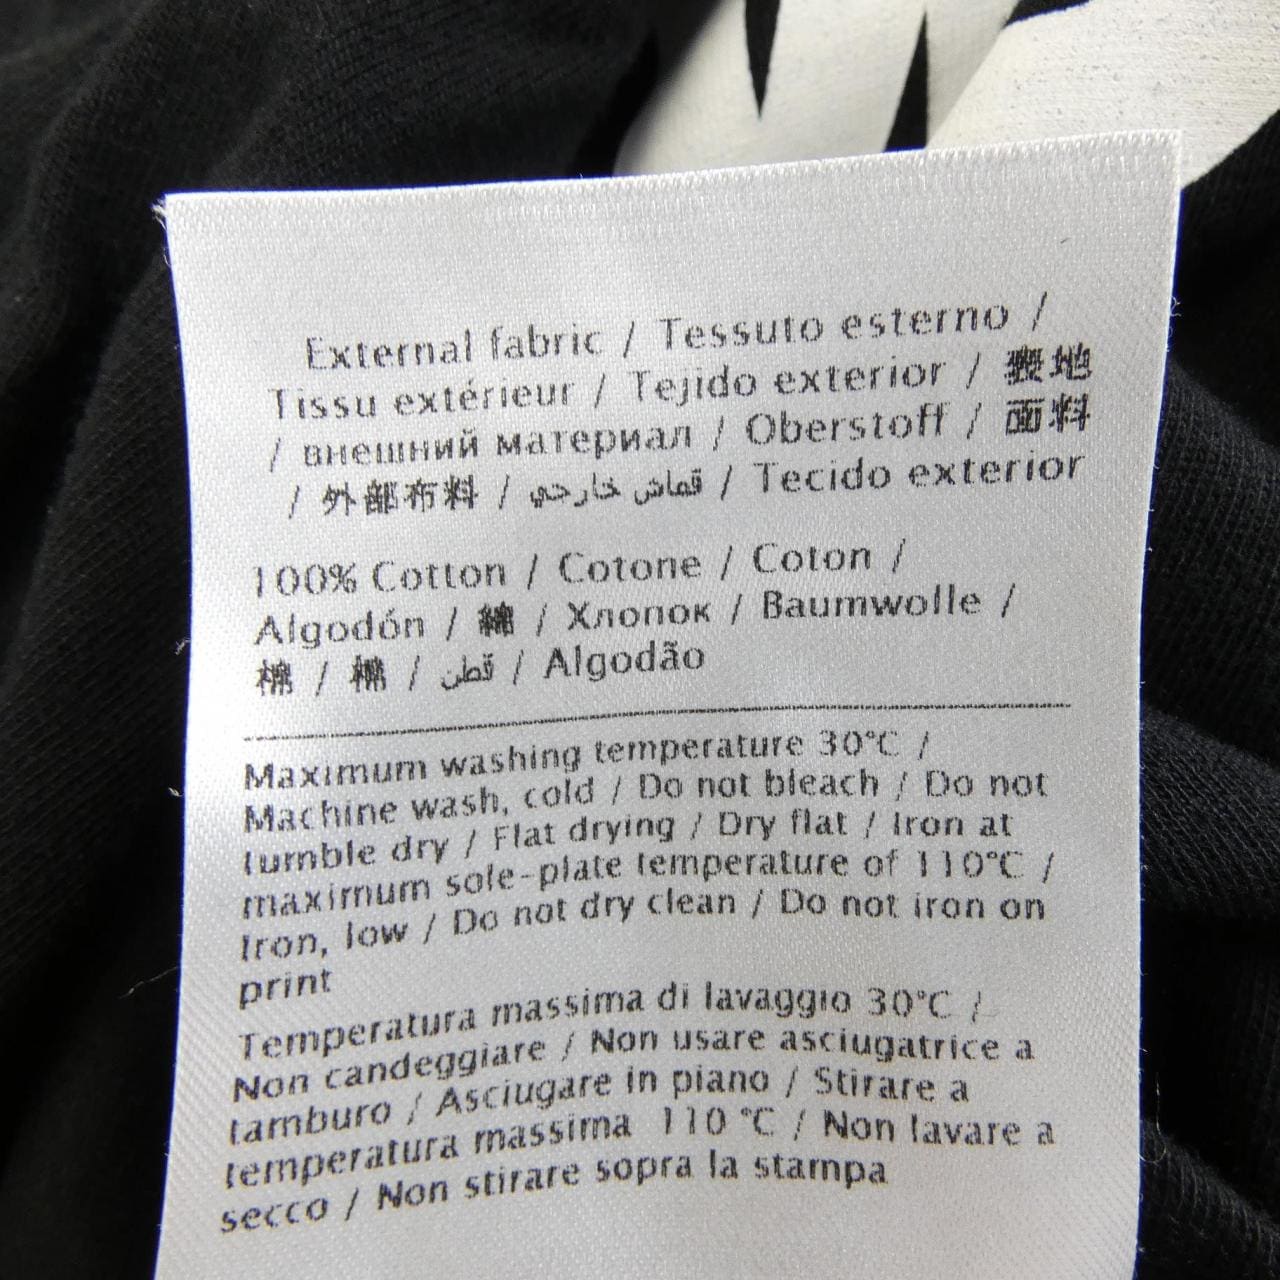 External fabric / Tessuto esterno /
Tissu extérieur / Tejido exterior / 表地
/ внешний материал / Oberstoff / 面料
/ 外部布料 / قماش خارجي / Tecido exterior
100% Cotton / Cotone / Coton /
Algodón / 綿 / Хлопок / Baumwolle /
棉 / 棉 / قطن / Algodão
Maximum washing temperature 30°C /
Machine wash, cold / Do not bleach / Do not
tumble dry / Flat drying / Dry flat / Iron at
maximum sole-plate temperature of 110°C /
Iron, low / Do not dry clean / Do not iron on
print
Temperatura massima di lavaggio 30°C /
Non candeggiare / Non usare asciugatrice a
tamburo / Asciugare in piano / Stirare a
temperatura massima 110 °C / Non lavare a
secco / Non stirare sopra la stampa